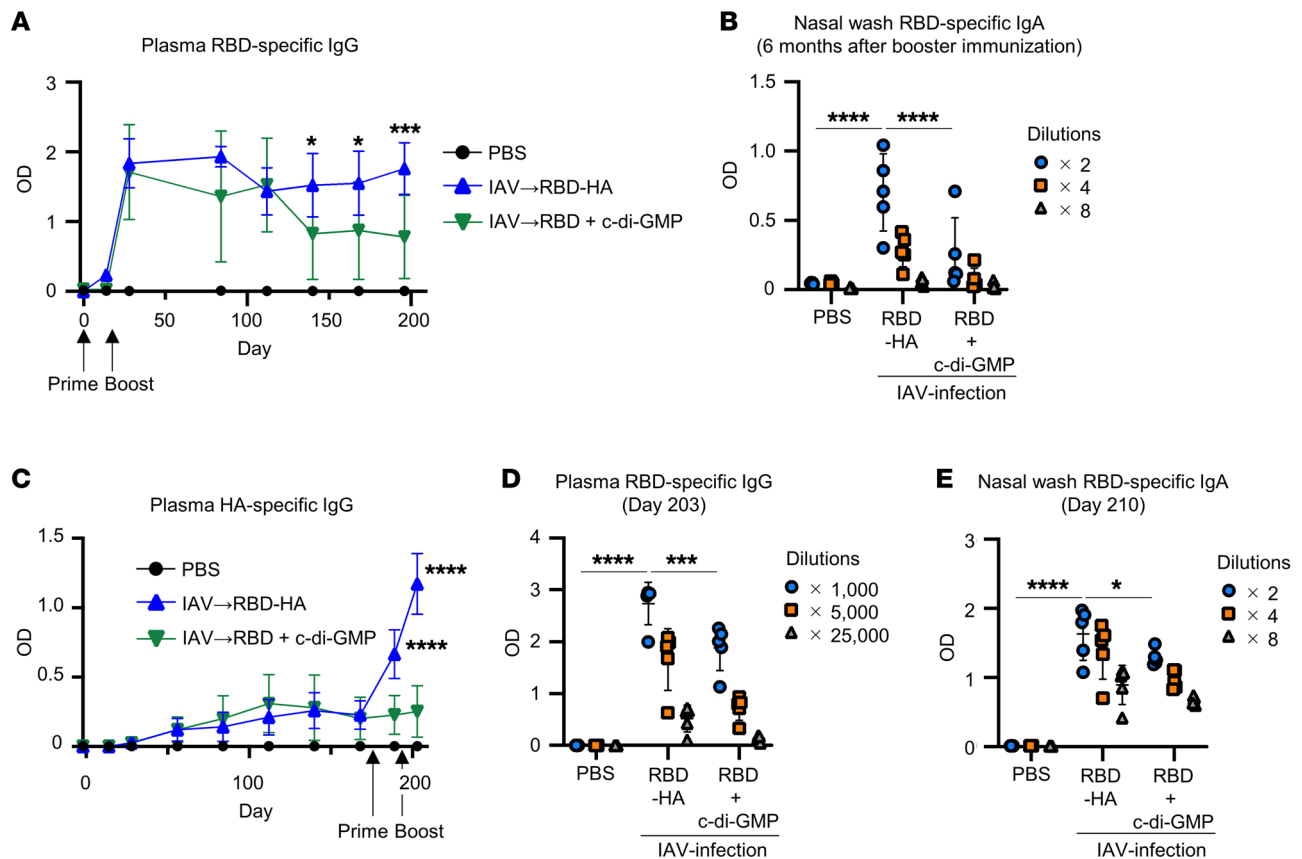 A
Plasma RBD-specific IgG
OD
3
2
1
0
* * ***
0 50 100 150 200
Day
Prime Boost
PBS
IAV→RBD-HA
IAV→RBD + c-di-GMP
B
Nasal wash RBD-specific IgA
(6 months after booster immunization)
OD
1.5
1.0
0.5
0
**** ****
Dilutions
× 2
× 4
× 8
PBS RBD RBD
-HA +
c-di-GMP
IAV-infection
C
Plasma HA-specific IgG
OD
1.5
1.0
0.5
0
PBS
IAV→RBD-HA
IAV→RBD + c-di-GMP
****
****
0 100 200
Day
Prime Boost
D
Plasma RBD-specific IgG
(Day 203)
OD
4
3
2
1
0
**** ***
Dilutions
× 1,000
× 5,000
× 25,000
PBS RBD RBD
-HA +
c-di-GMP
IAV-infection
E
Nasal wash RBD-specific IgA
(Day 210)
OD
3
2
1
0
**** *
Dilutions
× 2
× 4
× 8
PBS RBD RBD
-HA +
c-di-GMP
IAV-infection